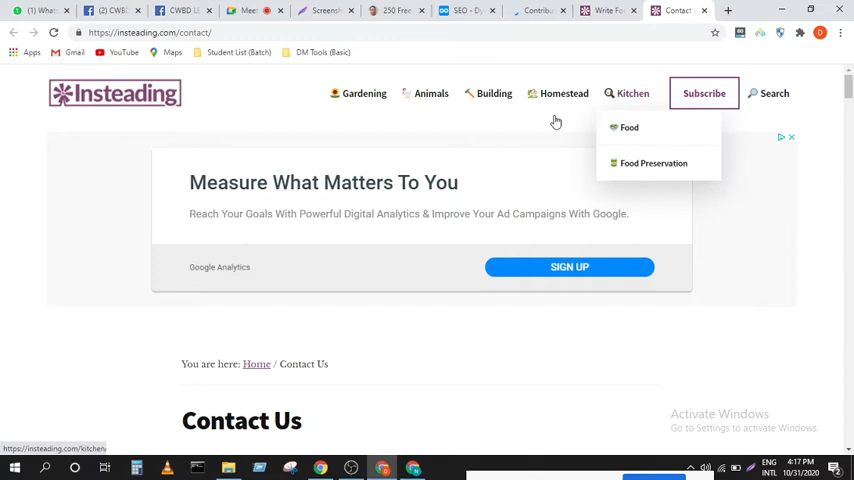 (1) Whats
(2) CWBD
CWBD LE
Meet
Screensh
250 Free
SEO - Dy
Contribu
Write For
Contact U
https://insteading.com/contact/
Apps
Gmail
YouTube
Maps
Student List (Batch)
DM Tools (Basic)
Insteading
Gardening
Animals
Building
Homestead
Kitchen
Subscribe
Search
Food
Food Preservation
Measure What Matters To You
Reach Your Goals With Powerful Digital Analytics & Improve Your Ad Campaigns With Google.
Google Analytics
SIGN UP
You are here: Home / Contact Us
Contact Us
Activate Windows
Go to Settings to activate Windows.
https://insteading.com/kitchen/
ENG
INTL
4:17 PM
10/31/2020